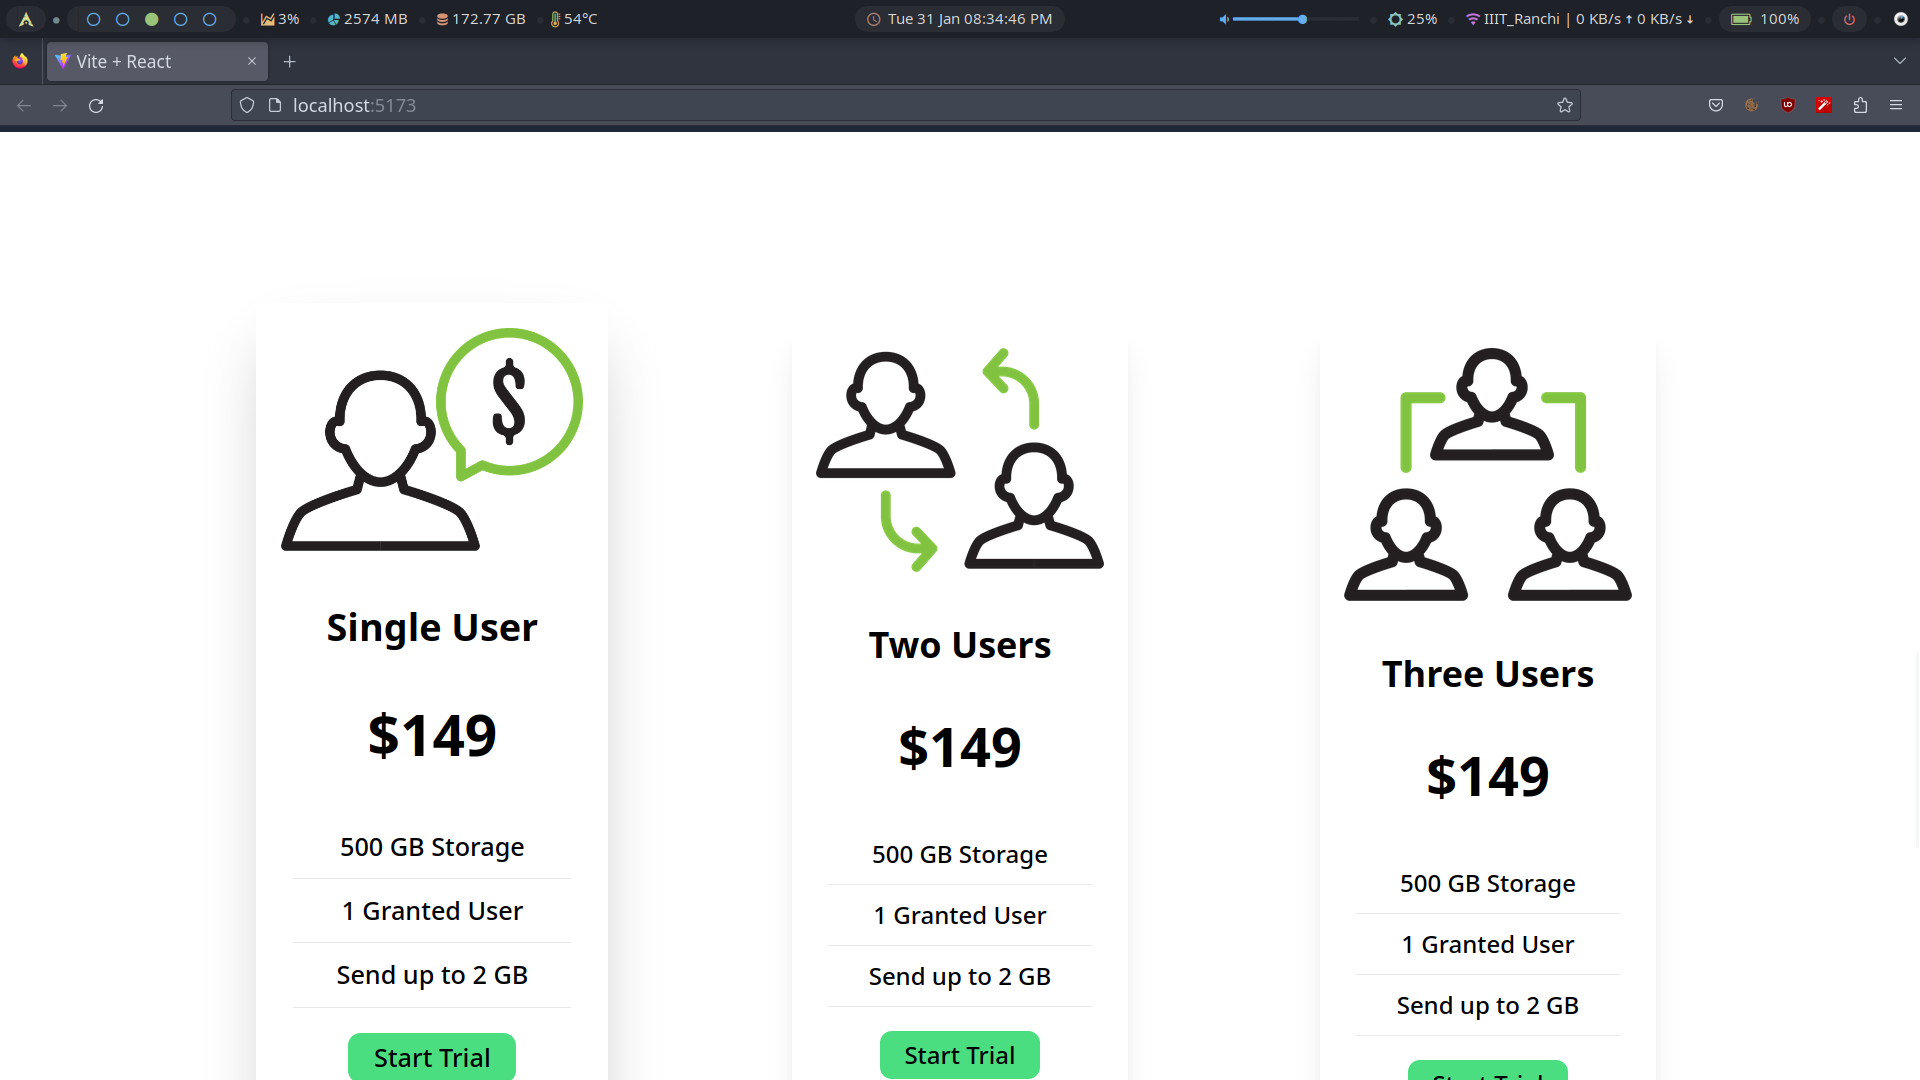 3% 2574 MB 172.77 GB 54°C Tue 31 Jan 08:34:46 PM 25% IIIT_Ranchi | 0 KB/s ↑ 0 KB/s ↓ 100%
Vite + React
localhost:5173
$
Single User
$149
500 GB Storage
1 Granted User
Send up to 2 GB
Start Trial
Two Users
$149
500 GB Storage
1 Granted User
Send up to 2 GB
Start Trial
Three Users
$149
500 GB Storage
1 Granted User
Send up to 2 GB
Start Trial